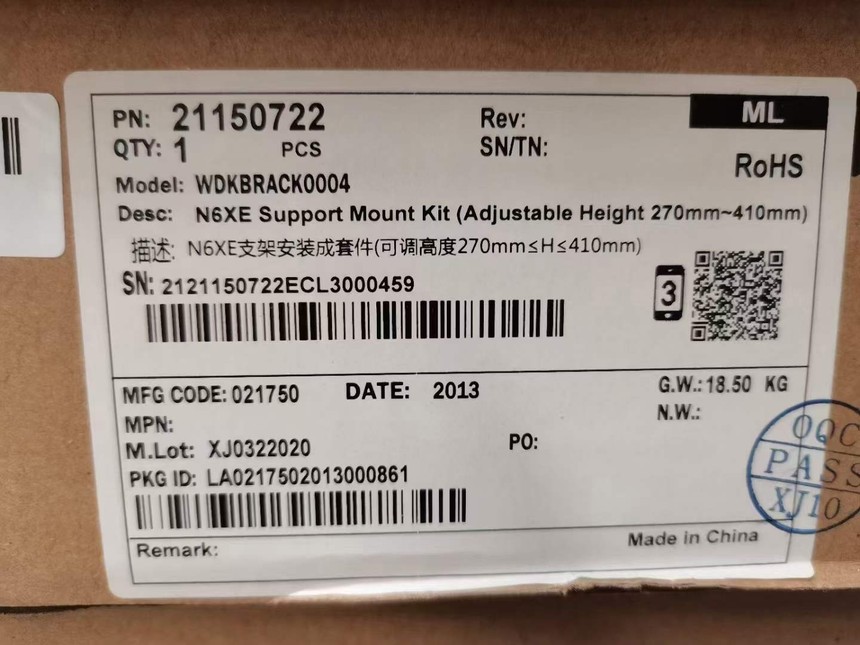 PN: 21150722
Rev:
ML
QTY: 1 PCS
SN/TN:
RoHS
Model: WDKBRACK0004
Desc: N6XE Support Mount Kit (Adjustable Height 270mm~410mm)
描述: N6XE支架安装成套件(可调高度270mm≤H≤410mm)
SN: 2121150722ECL3000459
3
MFG CODE: 021750 DATE: 2013 G.W.: 18.50 KG
MPN:
N.W.:
M.Lot: XJ0322020 PO:
PKG ID: LA0217502013000861
OQC
PASS
XJ10
Remark:
Made in China